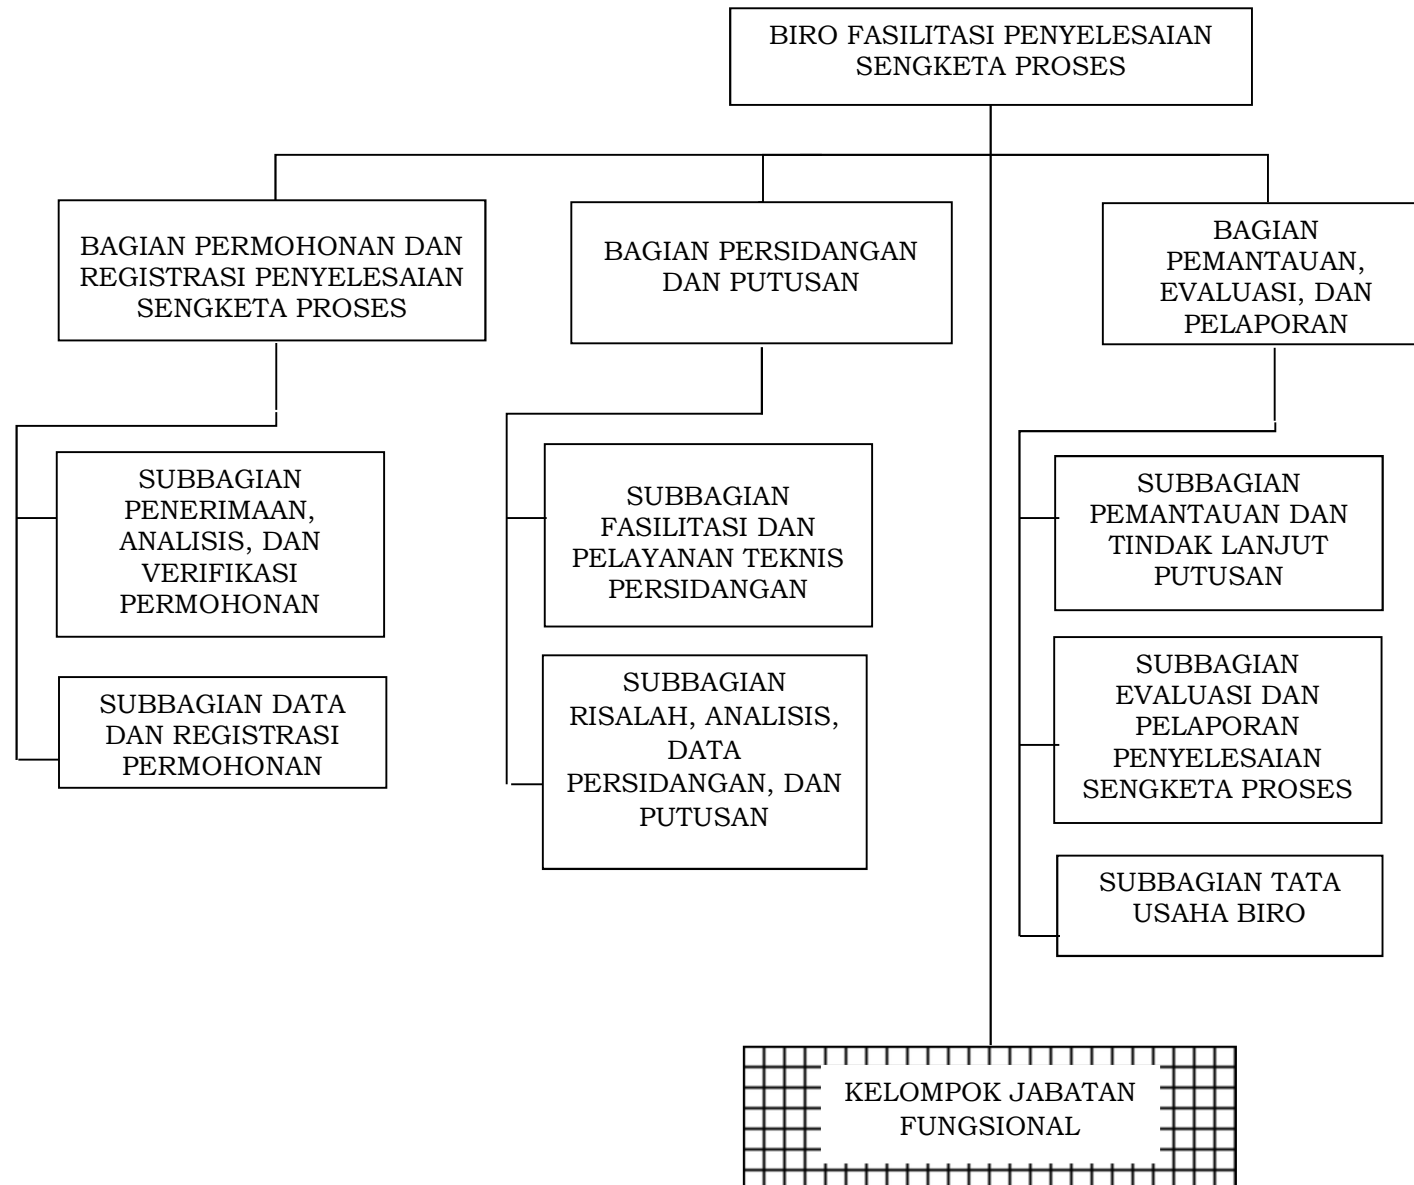 BIRO FASILITASI PENYELESAIAN
SENGKETA PROSES
BAGIAN PERMOHONAN DAN
REGISTRASI PENYELESAIAN
SENGKETA PROSES
BAGIAN PERSIDANGAN
DAN PUTUSAN
BAGIAN
PEMANTAUAN,
EVALUASI, DAN
PELAPORAN
SUBBAGIAN
PENERIMAAN,
ANALISIS, DAN
VERIFIKASI
PERMOHONAN
SUBBAGIAN DATA
DAN REGISTRASI
PERMOHONAN
SUBBAGIAN
FASILITASI DAN
PELAYANAN TEKNIS
PERSIDANGAN
SUBBAGIAN
RISALAH, ANALISIS,
DATA
PERSIDANGAN, DAN
PUTUSAN
SUBBAGIAN
PEMANTAUAN DAN
TINDAK LANJUT
PUTUSAN
SUBBAGIAN
EVALUASI DAN
PELAPORAN
PENYELESAIAN
SENGKETA PROSES
SUBBAGIAN TATA
USAHA BIRO
KELOMPOK JABATAN
FUNGSIONAL